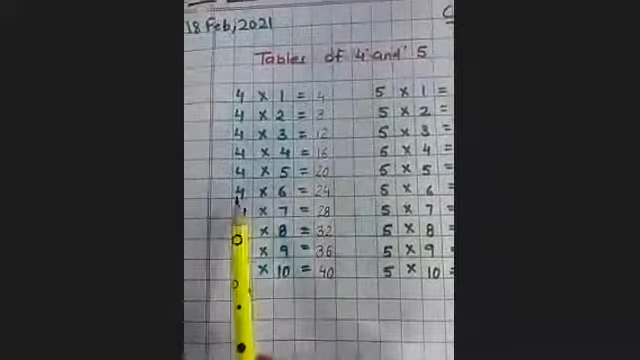 18 Feb, 2021
Tables of 4 and 5
4 × 1 = 4 5 × 1 =
4 × 2 = 8 5 × 2 =
4 × 3 = 12 5 × 3 =
4 × 4 = 16 5 × 4 =
4 × 5 = 20 5 × 5 =
4 × 6 = 24 5 × 6 =
× 7 = 28 5 × 7 =
× 8 = 32 5 × 8 =
× 9 = 36 5 × 9 =
× 10 = 40 5 × 10 =